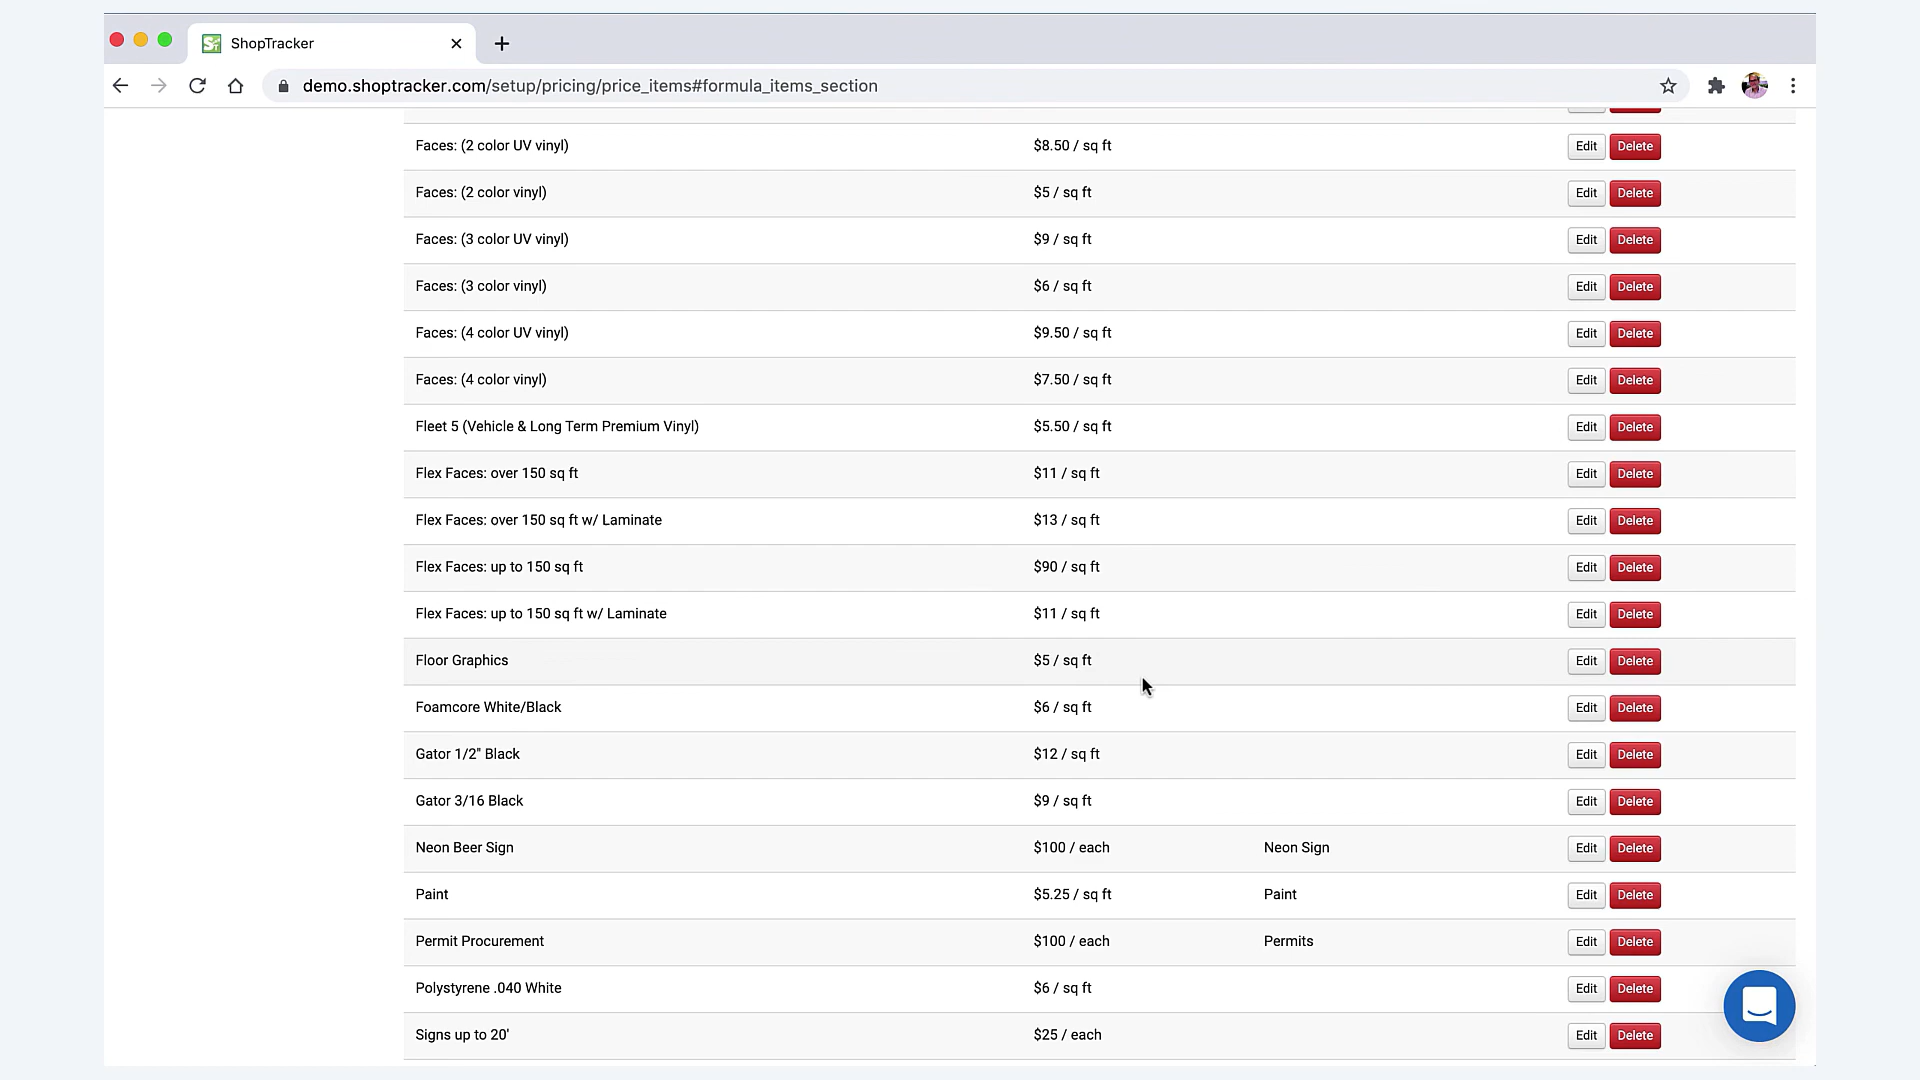 ShopTracker
demo.shoptracker.com/setup/pricing/price_items#formula_items_section
Faces: (2 color UV vinyl) $8.50 / sq ft Edit Delete
Faces: (2 color vinyl) $5 / sq ft Edit Delete
Faces: (3 color UV vinyl) $9 / sq ft Edit Delete
Faces: (3 color vinyl) $6 / sq ft Edit Delete
Faces: (4 color UV vinyl) $9.50 / sq ft Edit Delete
Faces: (4 color vinyl) $7.50 / sq ft Edit Delete
Fleet 5 (Vehicle & Long Term Premium Vinyl) $5.50 / sq ft Edit Delete
Flex Faces: over 150 sq ft $11 / sq ft Edit Delete
Flex Faces: over 150 sq ft w/ Laminate $13 / sq ft Edit Delete
Flex Faces: up to 150 sq ft $90 / sq ft Edit Delete
Flex Faces: up to 150 sq ft w/ Laminate $11 / sq ft Edit Delete
Floor Graphics $5 / sq ft Edit Delete
Foamcore White/Black $6 / sq ft Edit Delete
Gator 1/2" Black $12 / sq ft Edit Delete
Gator 3/16 Black $9 / sq ft Edit Delete
Neon Beer Sign $100 / each Neon Sign Edit Delete
Paint $5.25 / sq ft Paint Edit Delete
Permit Procurement $100 / each Permits Edit Delete
Polystyrene .040 White $6 / sq ft Edit Delete
Signs up to 20' $25 / each Edit Delete